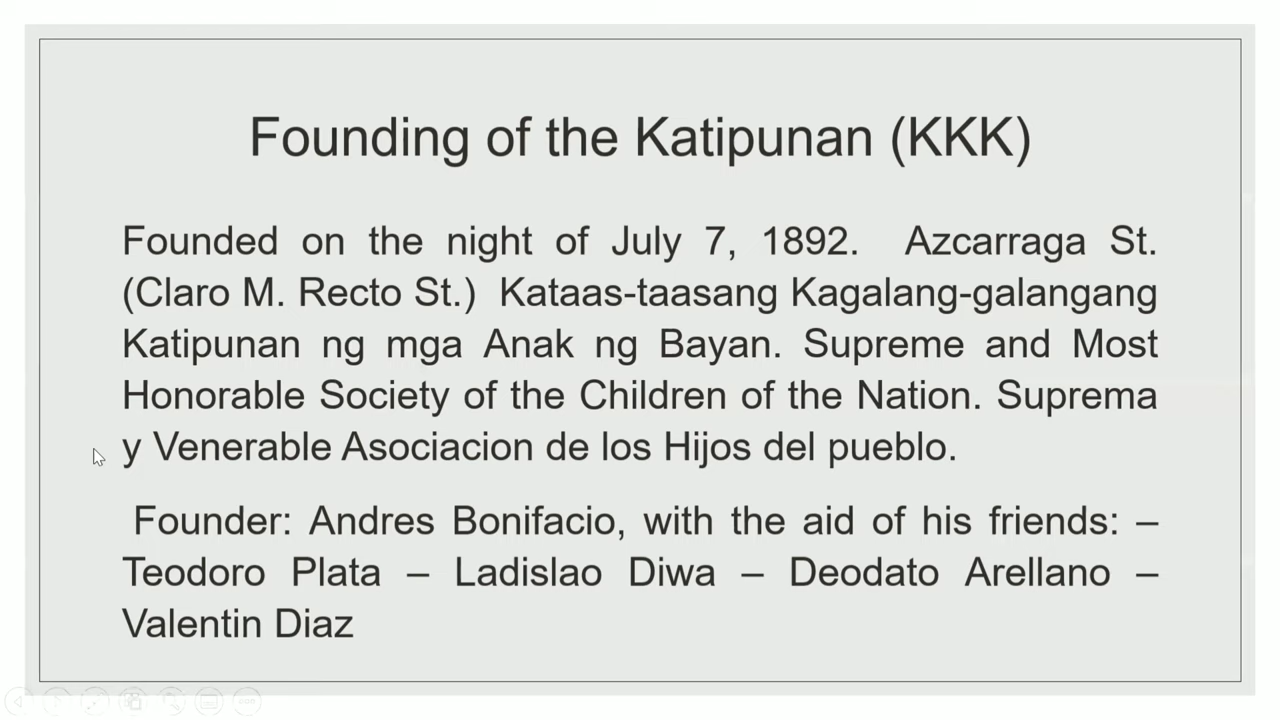 Founding of the Katipunan (KKK)
Founded on the night of July 7, 1892. Azcarraga St.
(Claro M. Recto St.) Kataas-taasang Kagalang-galangang
Katipunan ng mga Anak ng Bayan. Supreme and Most
Honorable Society of the Children of the Nation. Suprema
y Venerable Asociacion de los Hijos del pueblo.
Founder: Andres Bonifacio, with the aid of his friends: –
Teodoro Plata – Ladislao Diwa – Deodato Arellano –
Valentin Diaz